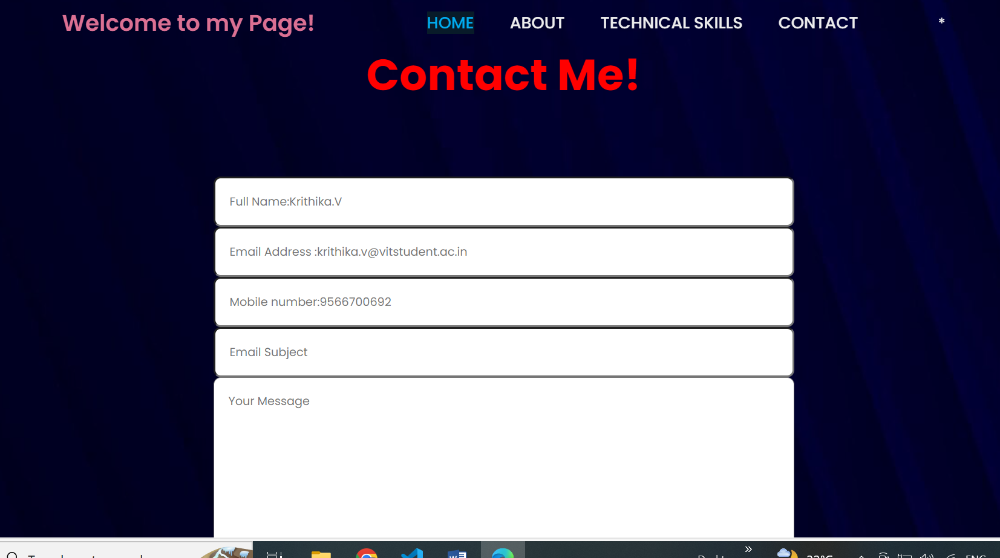 Welcome to my Page! HOME ABOUT TECHNICAL SKILLS CONTACT *
Contact Me!
Full Name:Krithika.V
Email Address :krithika.v@vitstudent.ac.in
Mobile number:9566700692
Email Subject
Your Message
»